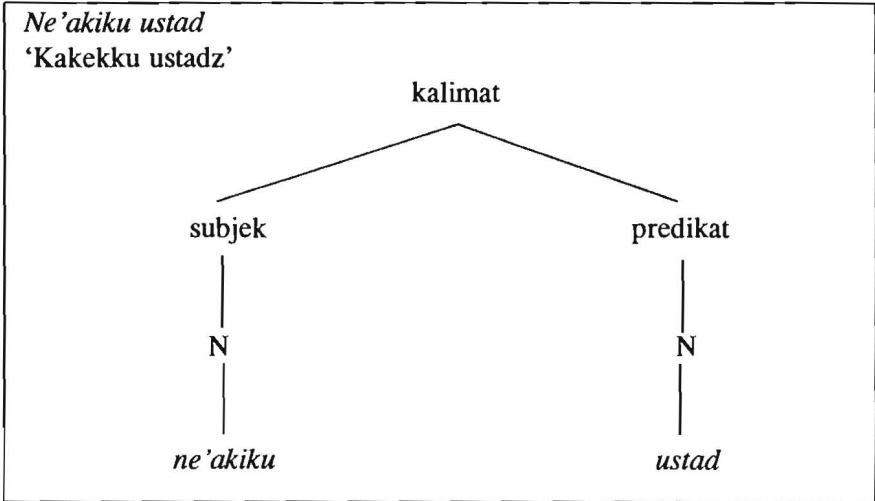 Ne’akiku ustad
‘Kakekku ustadz’
kalimat
subjek predikat
N N
ne’akiku ustad